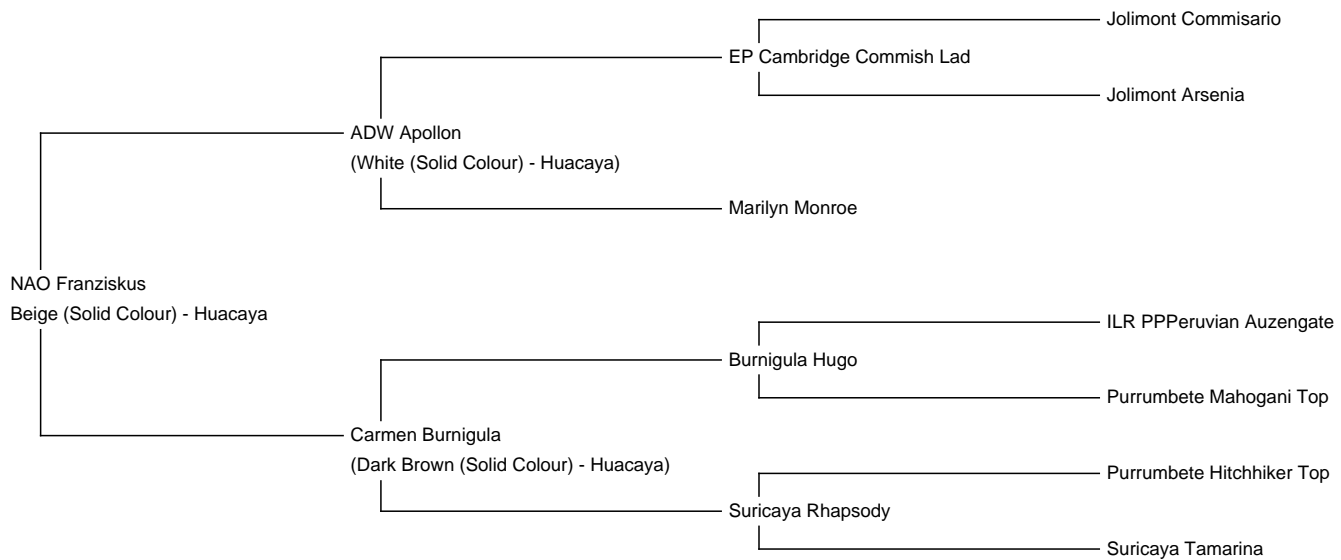 Jolimont Commisario
EP Cambridge Commish Lad
Jolimont Arsenia
ADW Apollon
(White (Solid Colour) - Huacaya)
Marilyn Monroe
NAO Franziskus
Beige (Solid Colour) - Huacaya
ILR PPPeruvian Auzengate
Burnigula Hugo
Purrumbete Mahogani Top
Carmen Burnigula
(Dark Brown (Solid Colour) - Huacaya)
Purrumbete Hitchhiker Top
Suricaya Rhapsody
Suricaya Tamarina